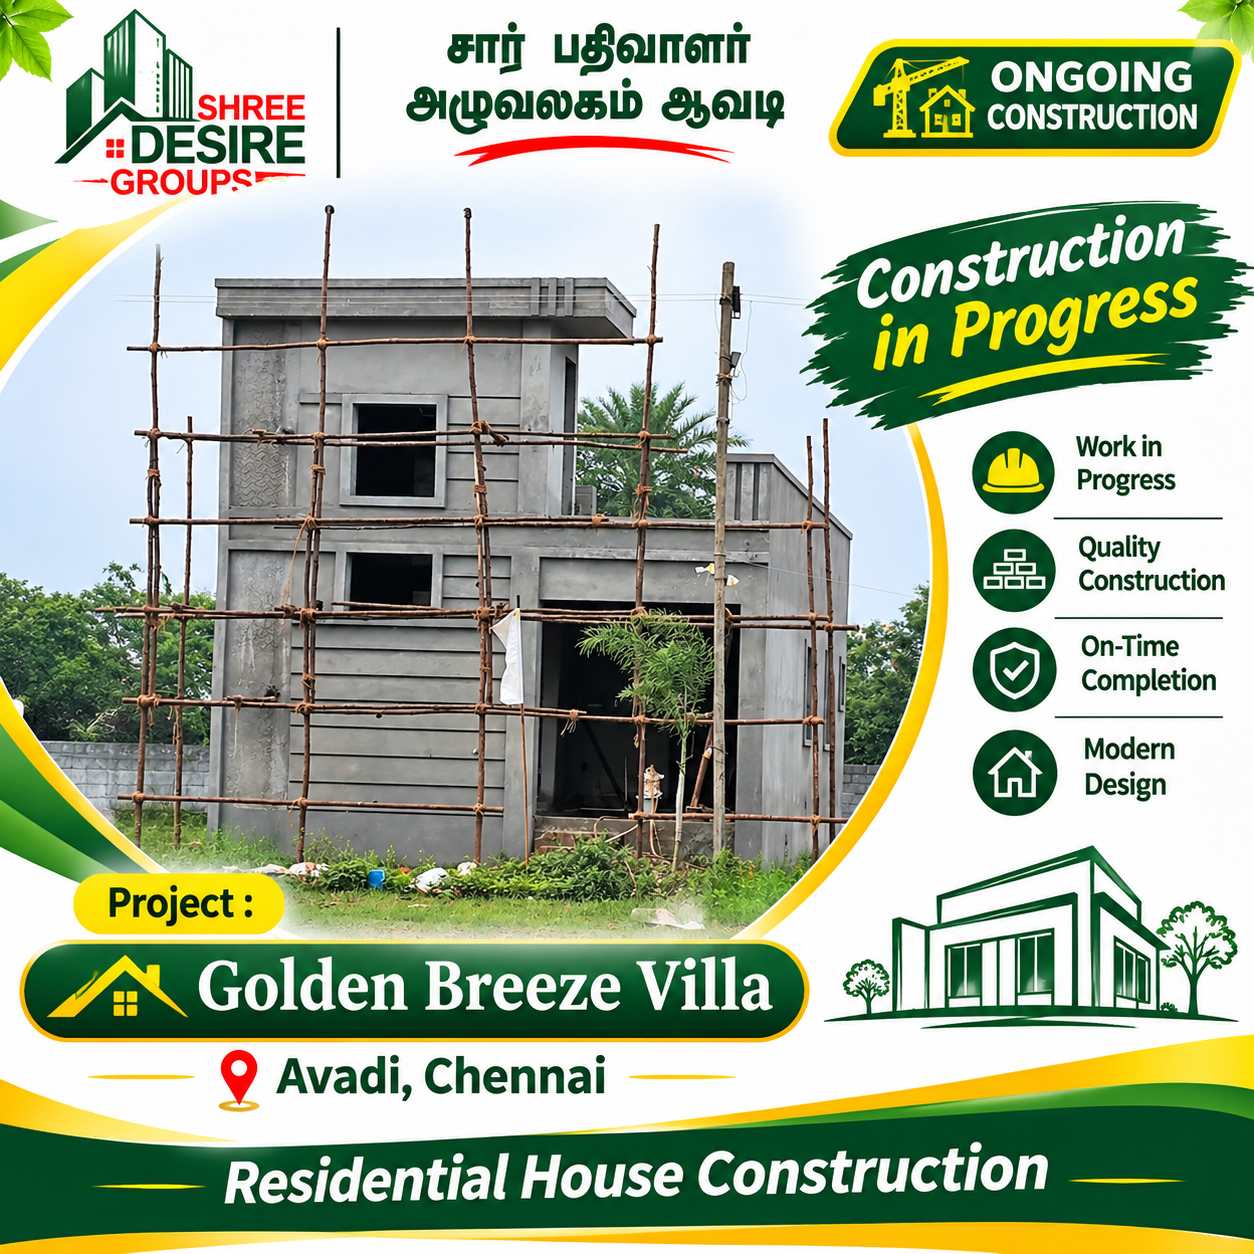 SHREE
DESIRE
GROUPS
சார் பதிவாளர்
அழுவலகம் ஆவடி
ONGOING
CONSTRUCTION
Construction
in Progress
Work in
Progress
Quality
Construction
On-Time
Completion
Modern
Design
Project :
Golden Breeze Villa
Avadi, Chennai
Residential House Construction